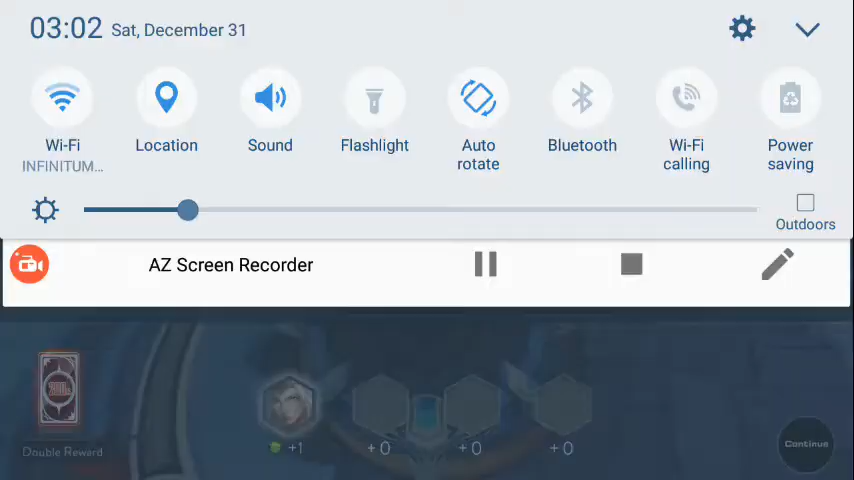 03:02 Sat, December 31
Wi-Fi
INFINITUM...
Location
Sound
Flashlight
Auto
rotate
Bluetooth
Wi-Fi
calling
Power
saving
Outdoors
AZ Screen Recorder
Double Reward
+1
+0
+0
+0
Continue